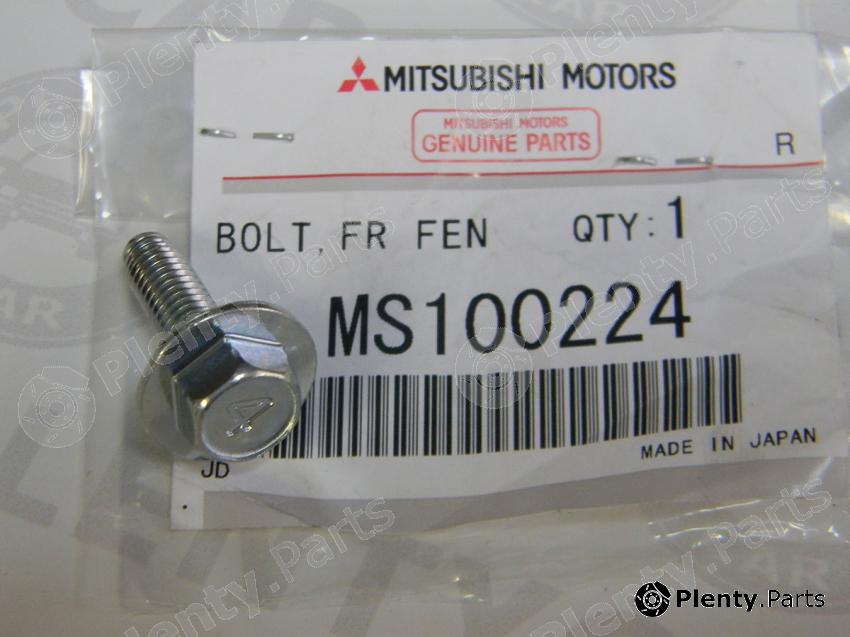 MITSUBISHI MOTORS
MITSUBISHI MOTORS
GENUINE PARTS
R
BOLT, FR FEN QTY: 1
MS100224
4
MADE IN JAPAN
JD
Plenty.Parts